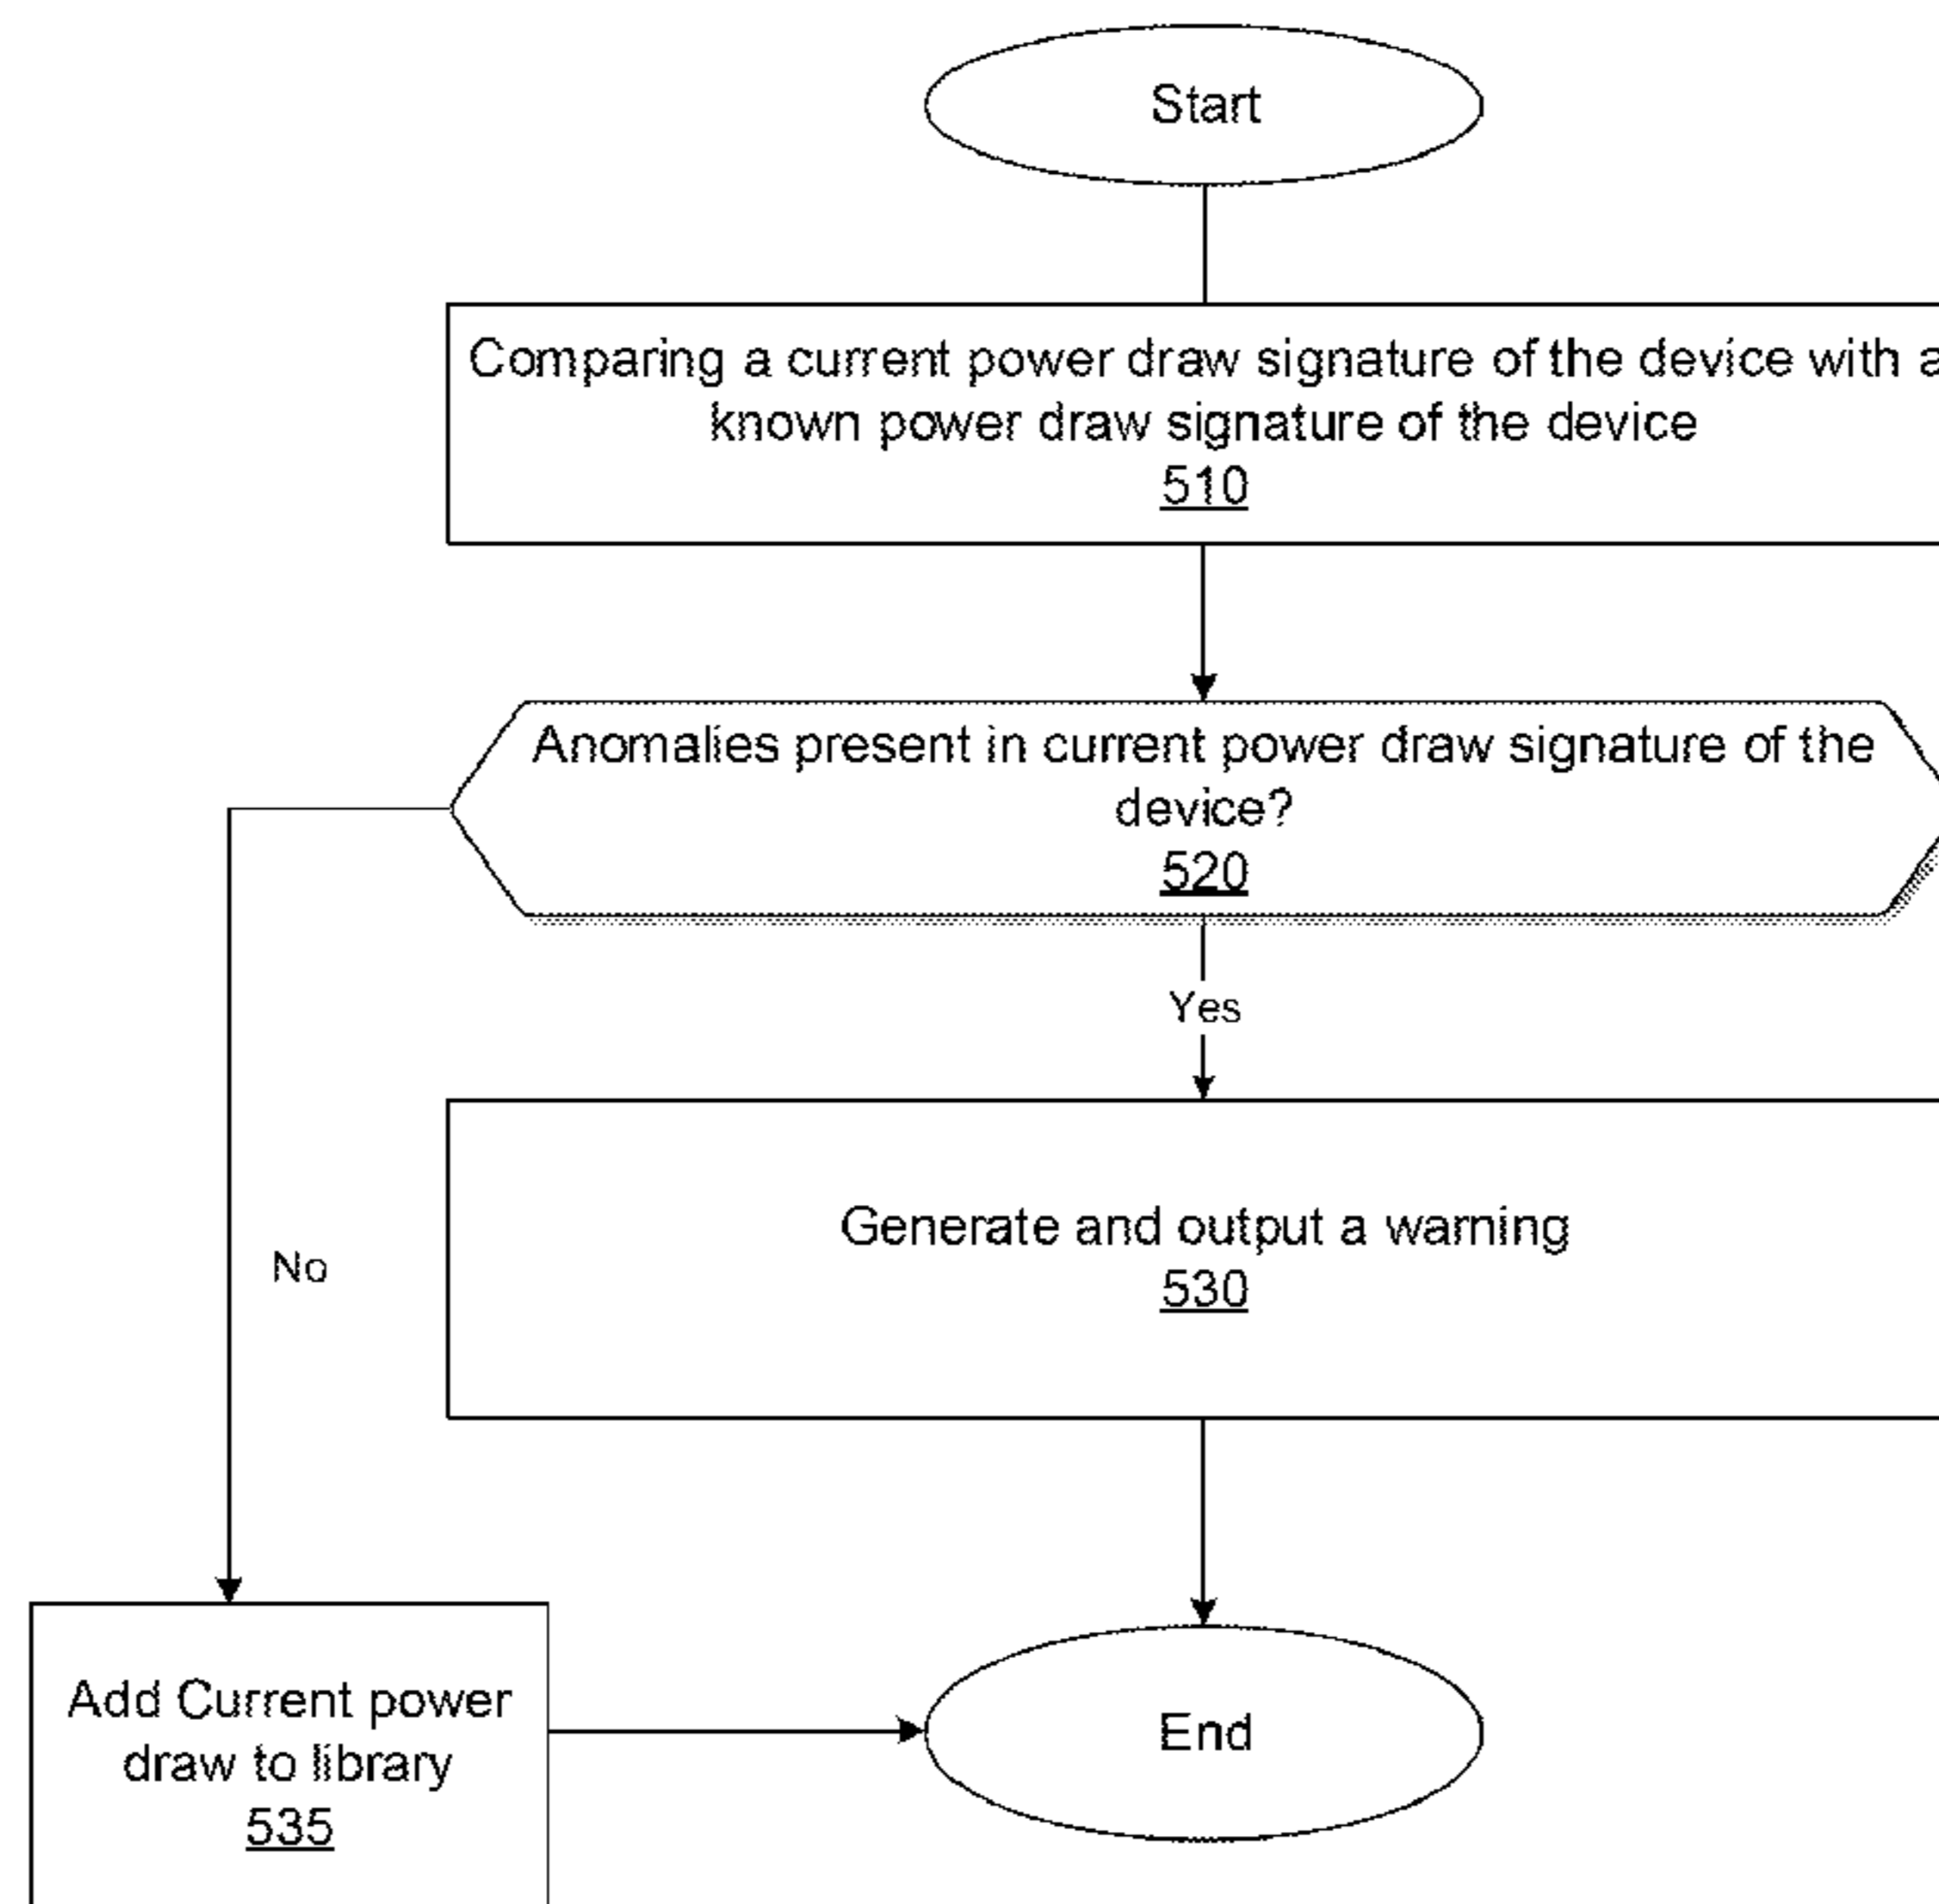 Start
Comparing a current power draw signature of the device with a
known power draw signature of the device
510
Anomalies present in current power draw signature of the
device?
520
Yes
Generate and output a warning
530
No
Add Current power
draw to library
535
End